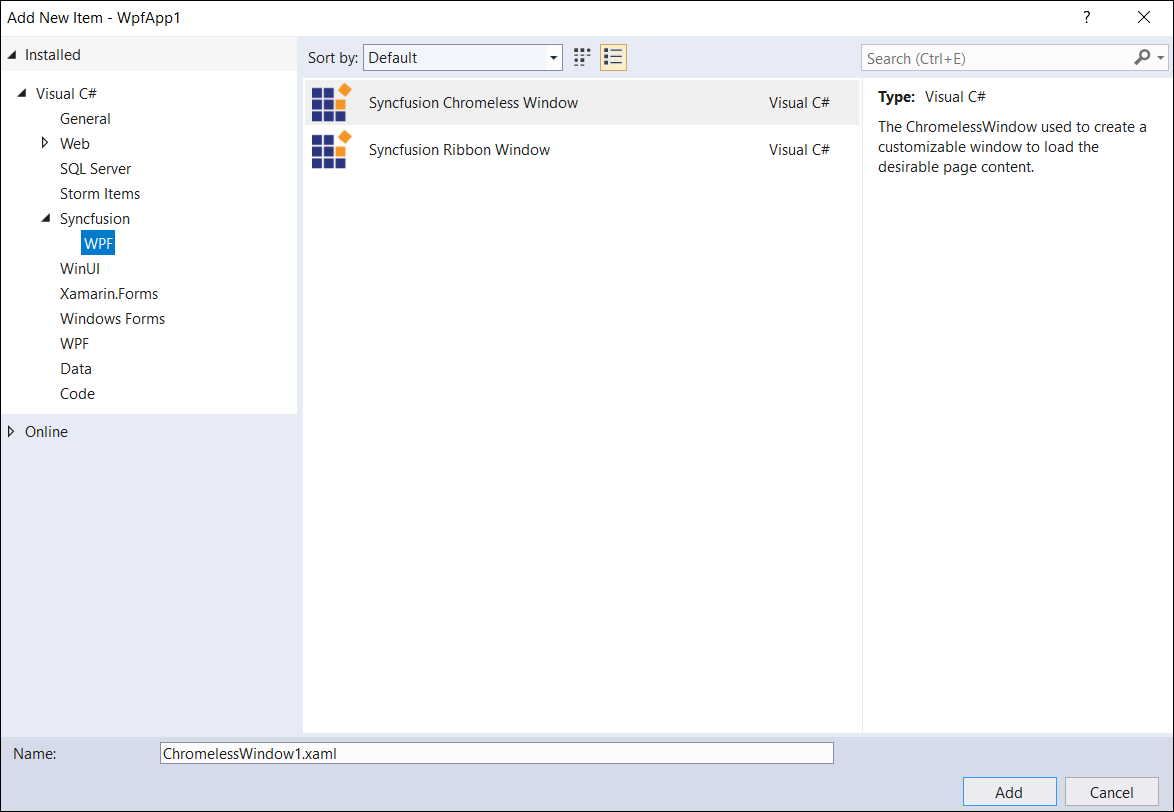 Add New Item - WpfApp1
?
Installed
Sort by: Default
Search (Ctrl+E)
Visual C#
General
Web
SQL Server
Storm Items
Syncfusion
WPF
WinUI
Xamarin.Forms
Windows Forms
WPF
Data
Code
Online
Syncfusion Chromeless Window Visual C#
Syncfusion Ribbon Window Visual C#
Type: Visual C#
The ChromelessWindow used to create a
customizable window to load the
desirable page content.
Name: ChromelessWindow1.xaml
Add Cancel